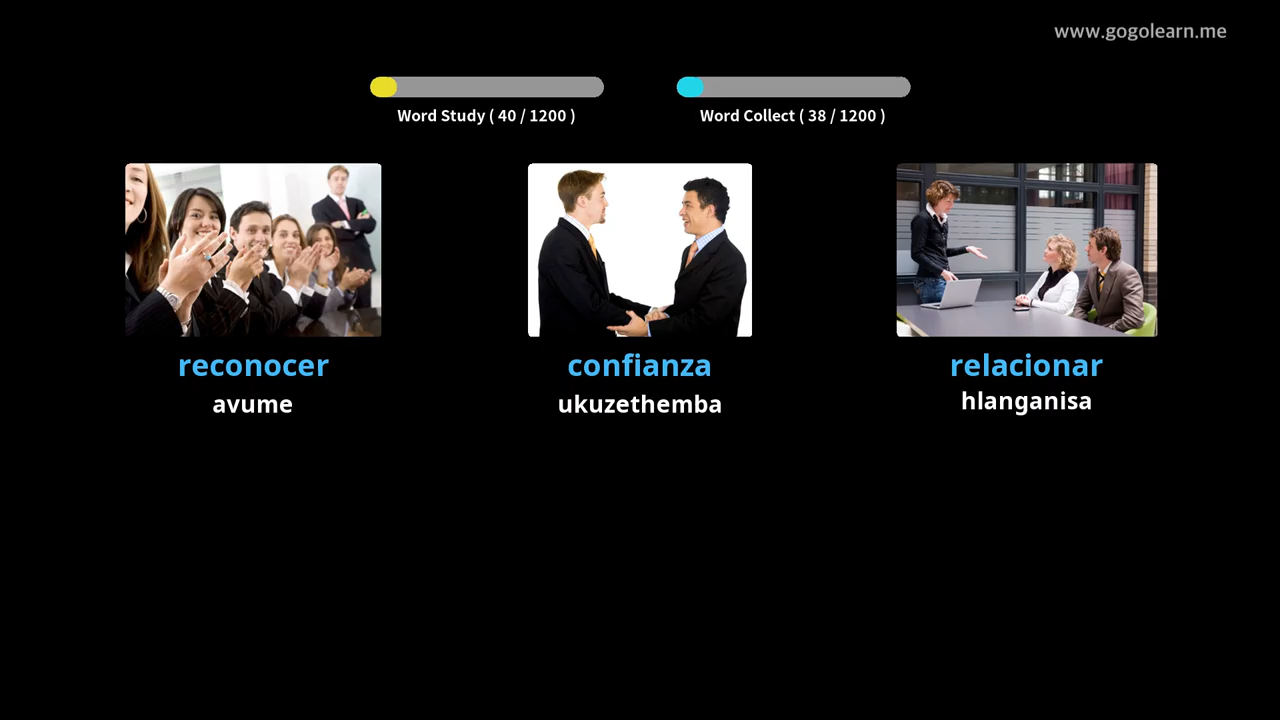 www.gogolearn.me
Word Study ( 40 / 1200 )
Word Collect ( 38 / 1200 )
reconocer
avume
confianza
ukuzethemba
relacionar
hlanganisa